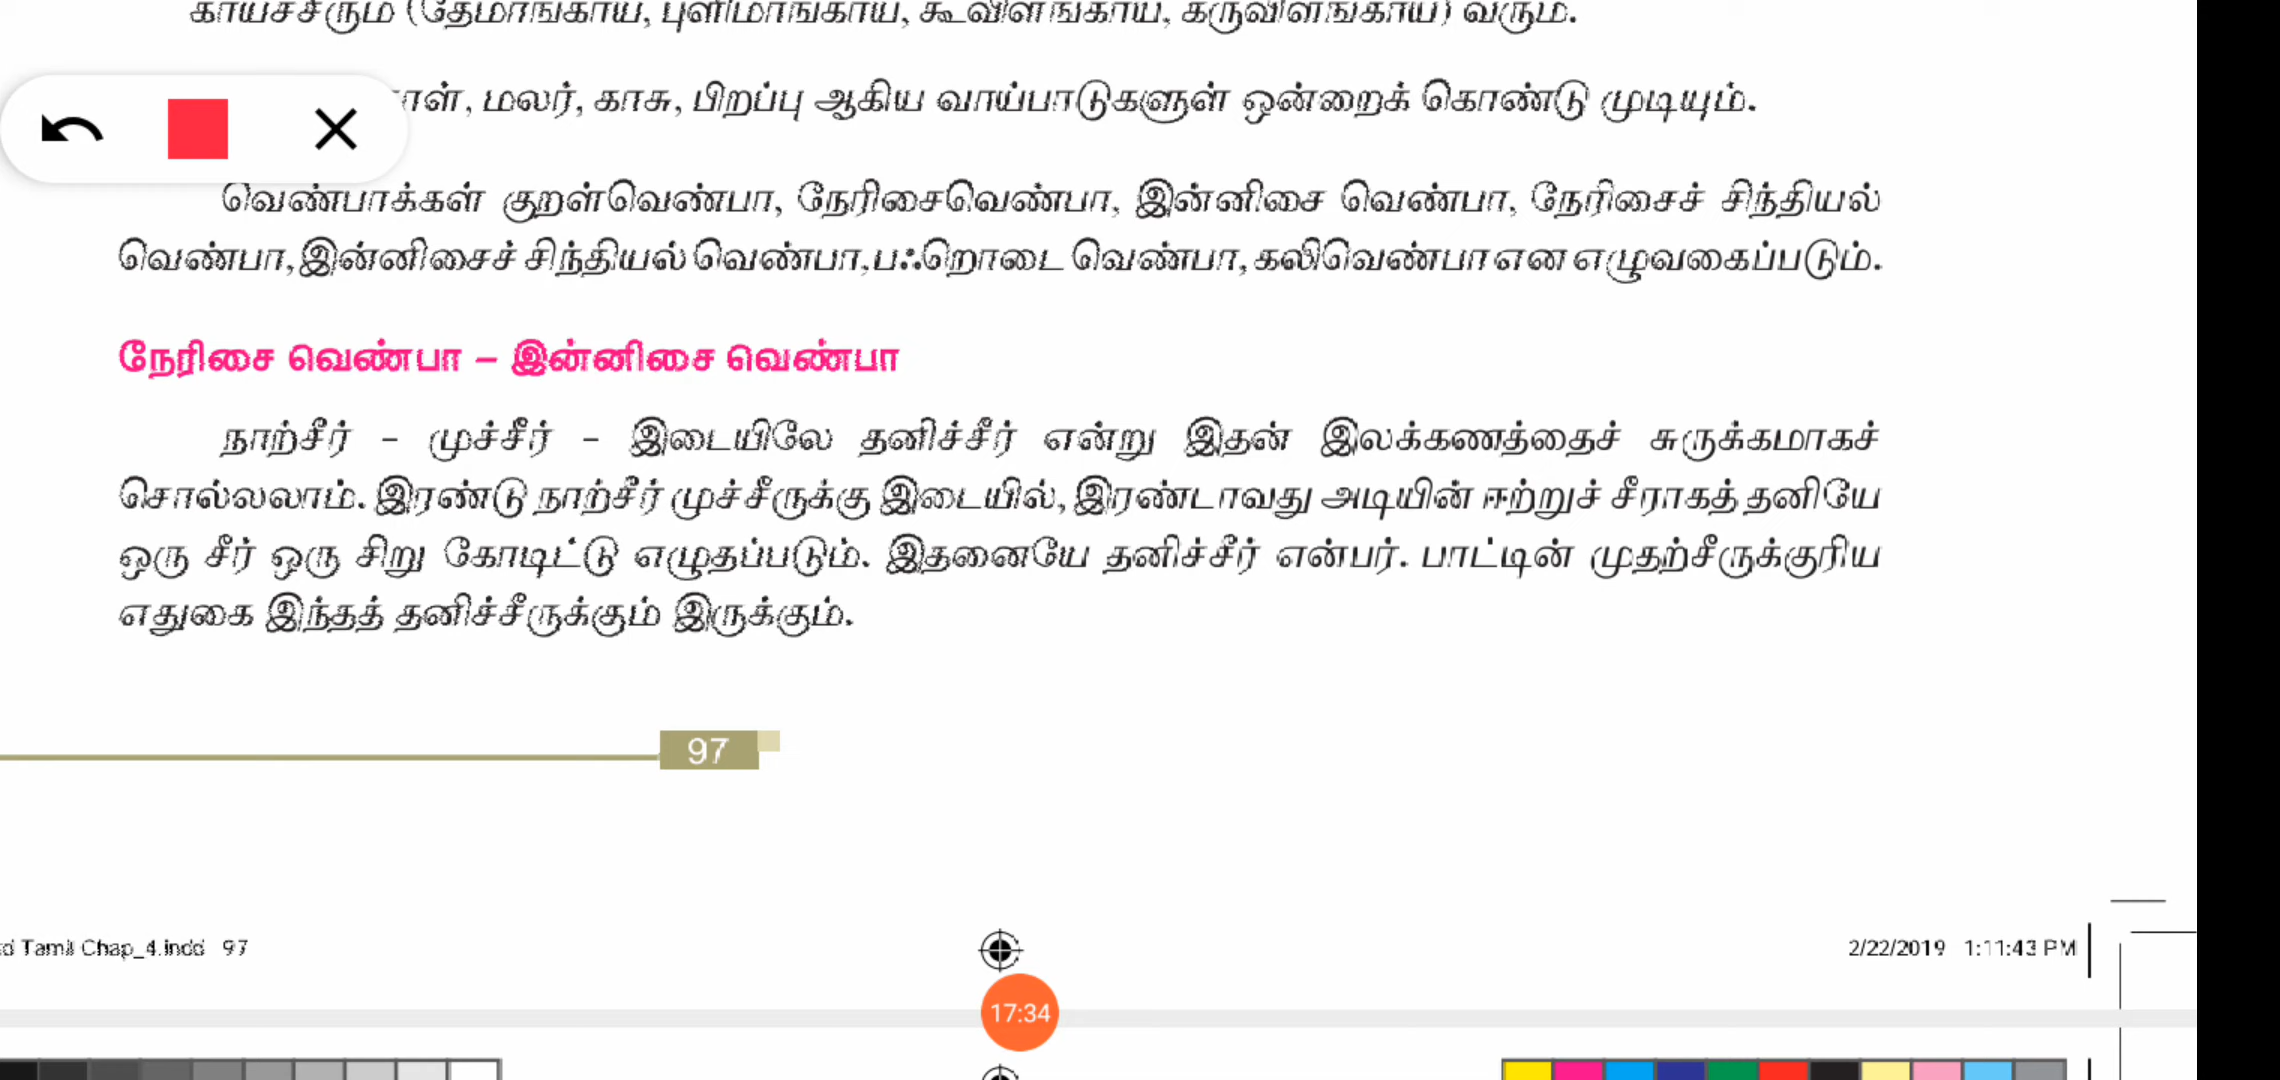 காய்ச்சீரும் (தேமாங்காய், புளிமாங்காய், கூவிளங்காய், கருவிளங்காய்) வரும்.
மலர், காசு, பிறப்பு ஆகிய வாய்பாடுகளுள் ஒன்றைக் கொண்டு முடியும்.
வெண்பாக்கள் குறள்வெண்பா, நேரிசைவெண்பா, இன்னிசை வெண்பா, நேரிசைச் சிந்தியல்
வெண்பா, இன்னிசைச் சிந்தியல் வெண்பா, பஃறொடை வெண்பா, கலிவெண்பா என எழுவகைப்படும்.
நேரிசை வெண்பா – இன்னிசை வெண்பா
நாற்சீர் – முச்சீர் – இடையிலே தனிச்சீர் என்று இதன் இலக்கணத்தைச் சுருக்கமாகச்
சொல்லலாம். இரண்டு நாற்சீர் முச்சீருக்கு இடையில், இரண்டாவது அடியின் ஈற்றுச் சீராகத் தனியே
ஒரு சீர் ஒரு சிறு கோடிட்டு எழுதப்படும். இதனையே தனிச்சீர் என்பர். பாட்டின் முதற்சீருக்குரிய
எதுகை இந்தத் தனிச்சீருக்கும் இருக்கும்.
97
Tamil Chap_4.indd 97
2/22/2019 1:11:43 PM
17:34